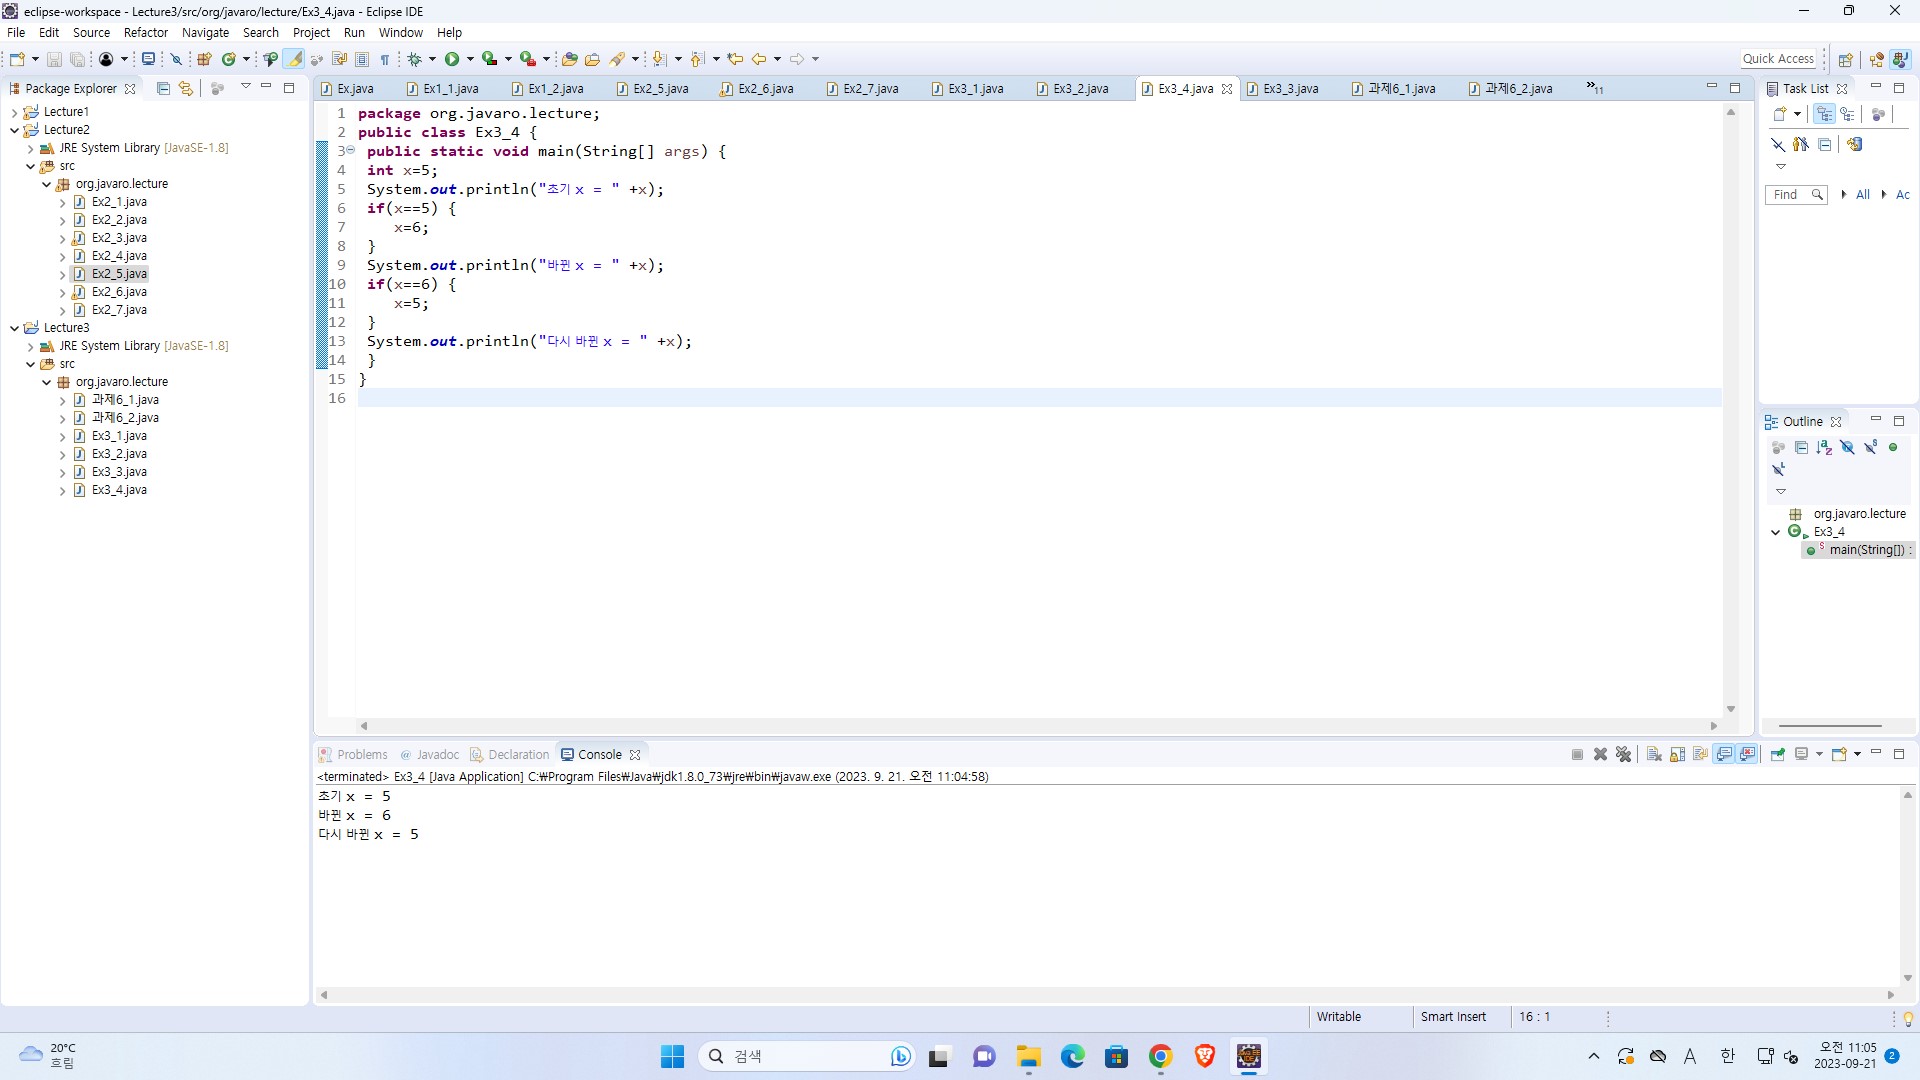 eclipse-workspace - Lecture3/src/org/javaro/lecture/Ex3_4.java - Eclipse IDE
File Edit Source Refactor Navigate Search Project Run Window Help
Quick Access
Package Explorer
Lecture1
Lecture2
JRE System Library [JavaSE-1.8]
src
org.javaro.lecture
Ex2_1.java
Ex2_2.java
Ex2_3.java
Ex2_4.java
Ex2_5.java
Ex2_6.java
Ex2_7.java
Lecture3
JRE System Library [JavaSE-1.8]
src
org.javaro.lecture
과제6_1.java
과제6_2.java
Ex3_1.java
Ex3_2.java
Ex3_3.java
Ex3_4.java
Ex.java Ex1_1.java Ex1_2.java Ex2_5.java Ex2_6.java Ex2_7.java Ex3_1.java Ex3_2.java Ex3_4.java Ex3_3.java 과제6_1.java 과제6_2.java »11
1 package org.javaro.lecture;
2 public class Ex3_4 {
3 public static void main(String[] args) {
4 int x=5;
5 System.out.println("초기 x = " +x);
6 if(x==5) {
7 x=6;
8 }
9 System.out.println("바뀐 x = " +x);
10 if(x==6) {
11 x=5;
12 }
13 System.out.println("다시 바뀐 x = " +x);
14 }
15 }
16
Task List
Find All Ac
Outline
org.javaro.lecture
Ex3_4
main(String[]) :
Problems Javadoc Declaration Console
<terminated> Ex3_4 [Java Application] C:₩Program Files₩Java₩jdk1.8.0_73₩jre₩bin₩javaw.exe (2023. 9. 21. 오전 11:04:58)
초기 x = 5
바뀐 x = 6
다시 바뀐 x = 5
Writable Smart Insert 16 : 1
20°C
흐림
검색
A 한
오전 11:05
2023-09-21
2